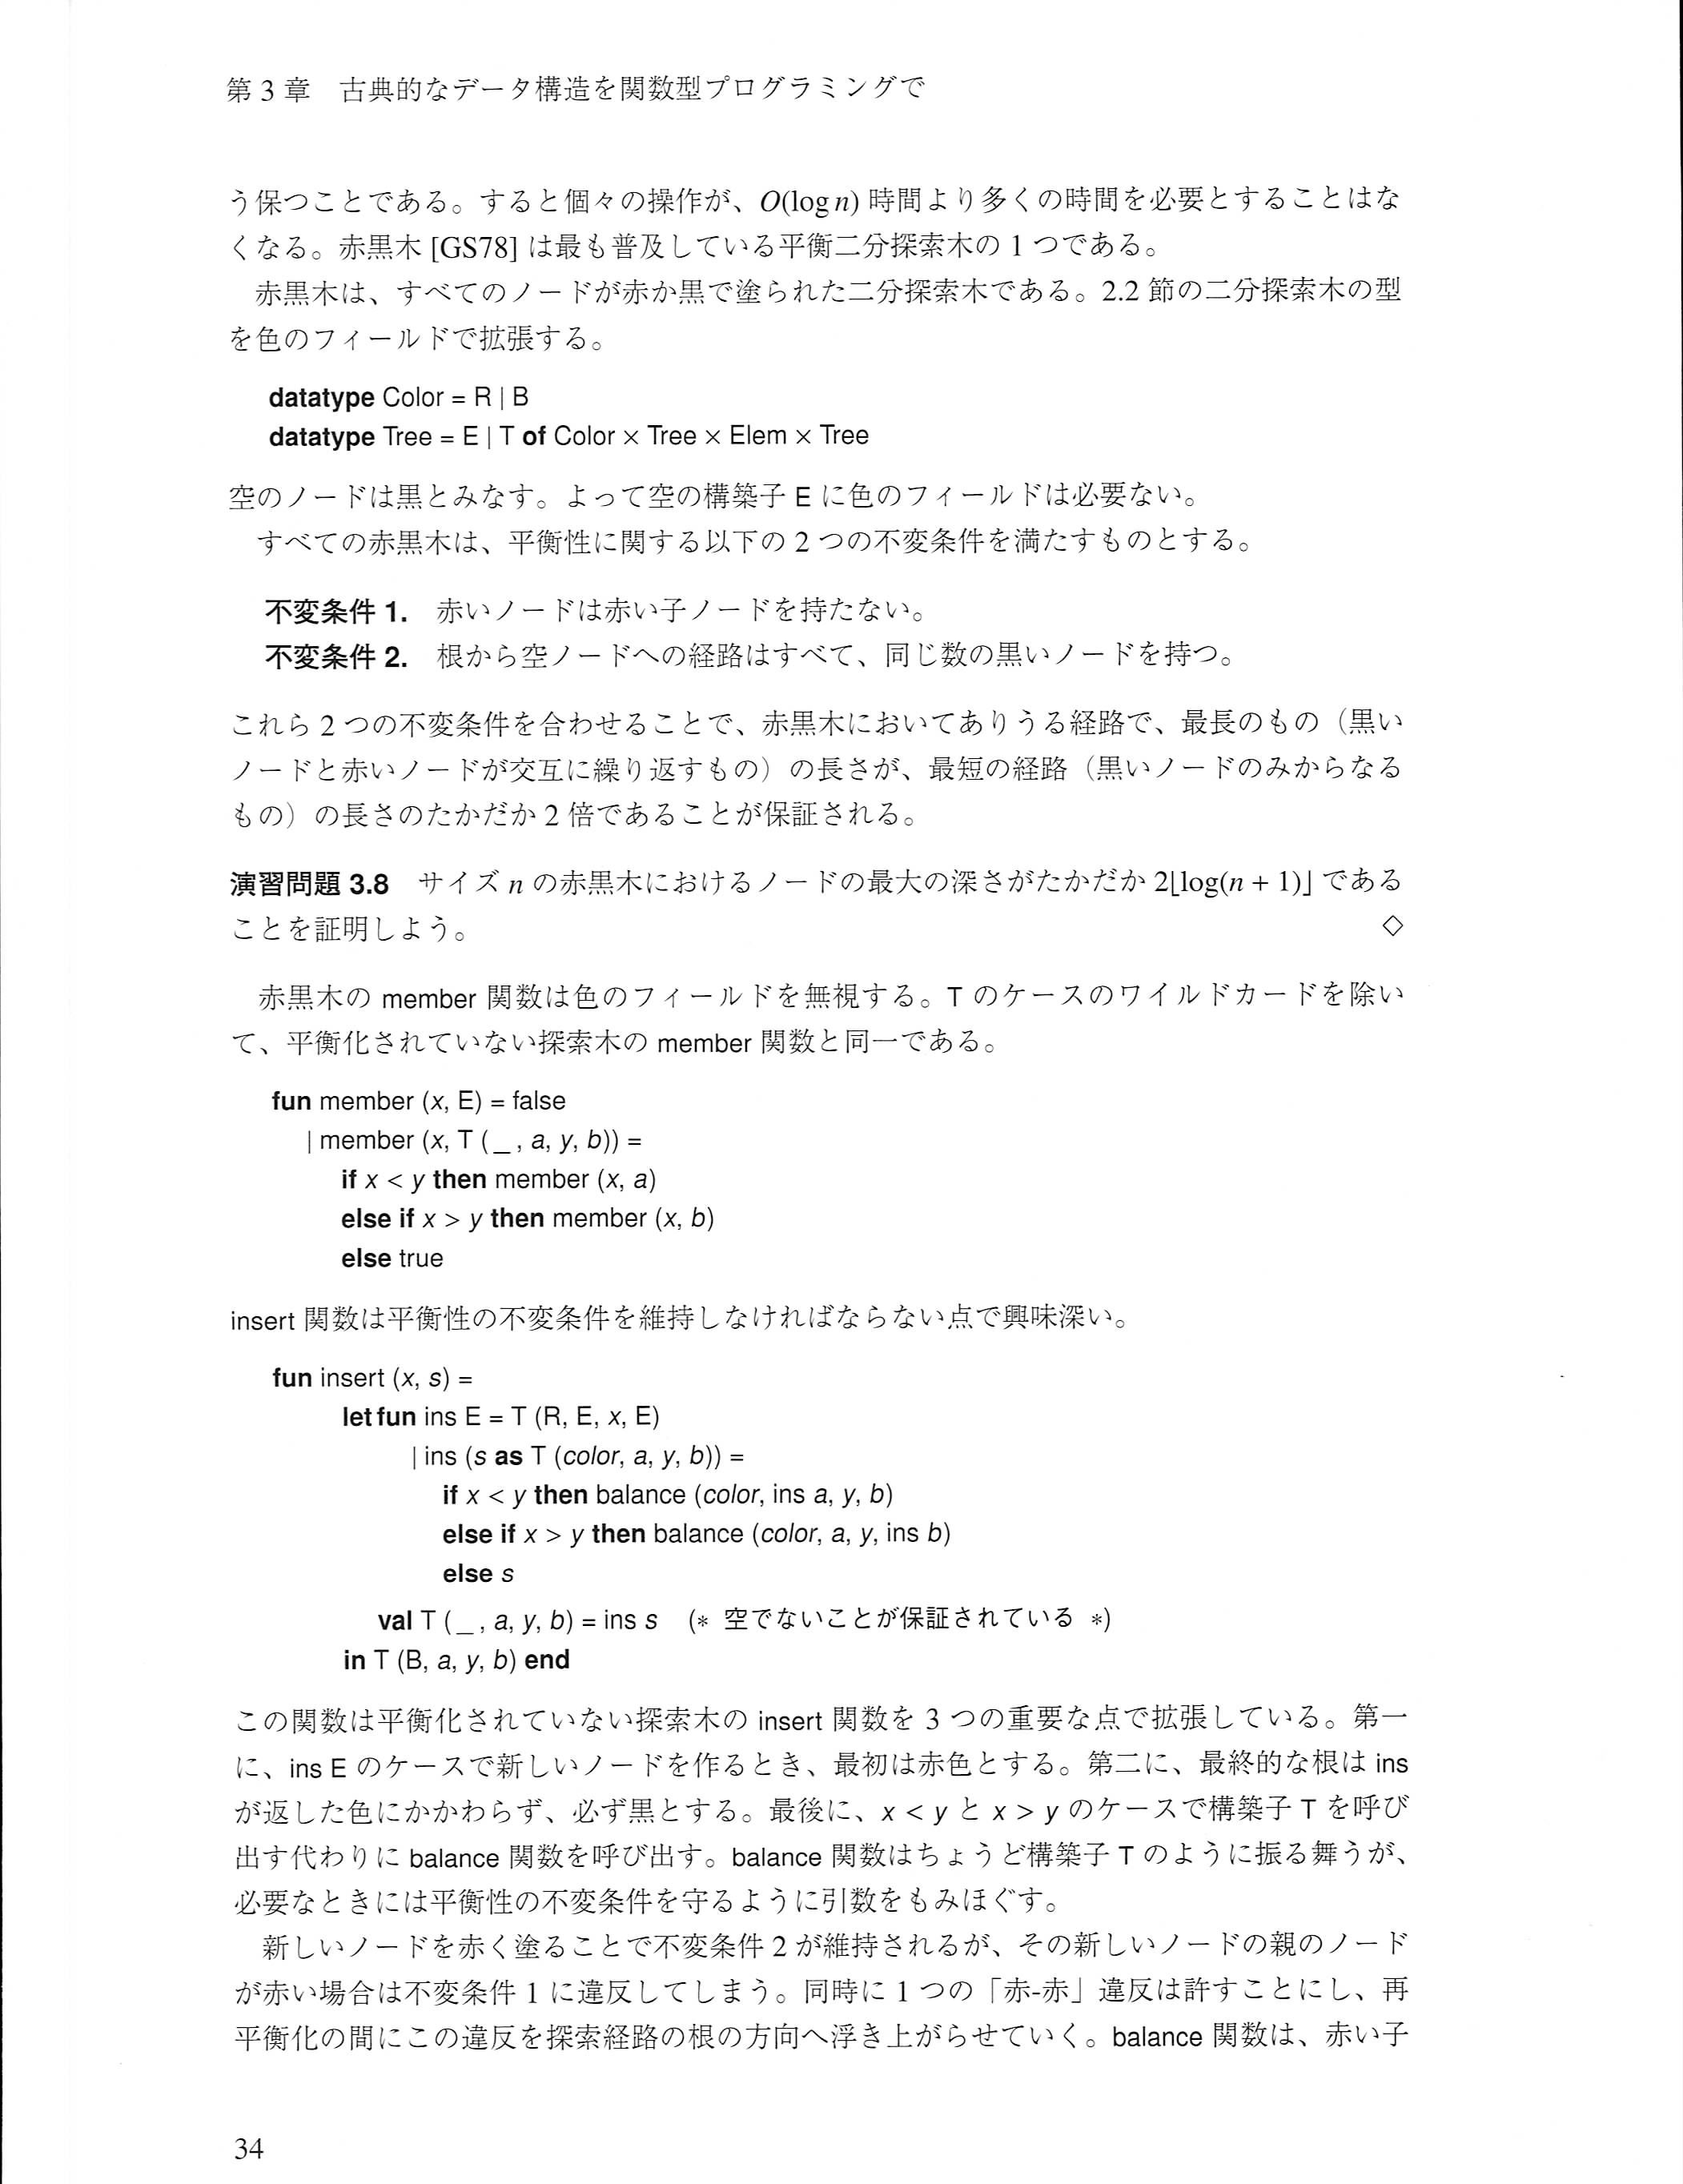 第 3 章　古典的なデータ構造を関数型プログラミングで
う保つことである。すると個々の操作が、O(log n) 時間より多くの時間を必要とすることはな
くなる。赤黒木 [GS78] は最も普及している平衡二分探索木の 1 つである。
赤黒木は、すべてのノードが赤か黒で塗られた二分探索木である。2.2 節の二分探索木の型
を色のフィールドで拡張する。
datatype Color = R | B
datatype Tree = E | T of Color × Tree × Elem × Tree
空のノードは黒とみなす。よって空の構築子 E に色のフィールドは必要ない。
すべての赤黒木は、平衡性に関する以下の 2 つの不変条件を満たすものとする。
不変条件 1.　赤いノードは赤い子ノードを持たない。
不変条件 2.　根から空ノードへの経路はすべて、同じ数の黒いノードを持つ。
これら 2 つの不変条件を合わせることで、赤黒木においてありうる経路で、最長のもの（黒い
ノードと赤いノードが交互に繰り返すもの）の長さが、最短の経路（黒いノードのみからなる
もの）の長さのたかだか 2 倍であることが保証される。
演習問題 3.8　サイズ n の赤黒木におけるノードの最大の深さがたかだか 2⌊log(n + 1)⌋ である
ことを証明しよう。 ◇
赤黒木の member 関数は色のフィールドを無視する。T のケースのワイルドカードを除い
て、平衡化されていない探索木の member 関数と同一である。
fun member (x, E) = false
| member (x, T ( _ , a, y, b)) =
if x < y then member (x, a)
else if x > y then member (x, b)
else true
insert 関数は平衡性の不変条件を維持しなければならない点で興味深い。
fun insert (x, s) =
let fun ins E = T (R, E, x, E)
| ins (s as T (color, a, y, b)) =
if x < y then balance (color, ins a, y, b)
else if x > y then balance (color, a, y, ins b)
else s
val T ( _ , a, y, b) = ins s　(* 空でないことが保証されている *)
in T (B, a, y, b) end
この関数は平衡化されていない探索木の insert 関数を 3 つの重要な点で拡張している。第一
に、ins E のケースで新しいノードを作るとき、最初は赤色とする。第二に、最終的な根は ins
が返した色にかかわらず、必ず黒とする。最後に、x < y と x > y のケースで構築子 T を呼び
出す代わりに balance 関数を呼び出す。balance 関数はちょうど構築子 T のように振る舞うが、
必要なときには平衡性の不変条件を守るように引数をもみほぐす。
新しいノードを赤く塗ることで不変条件 2 が維持されるが、その新しいノードの親のノード
が赤い場合は不変条件 1 に違反してしまう。同時に 1 つの「赤-赤」違反は許すことにし、再
平衡化の間にこの違反を探索経路の根の方向へ浮き上がらせていく。balance 関数は、赤い子
34